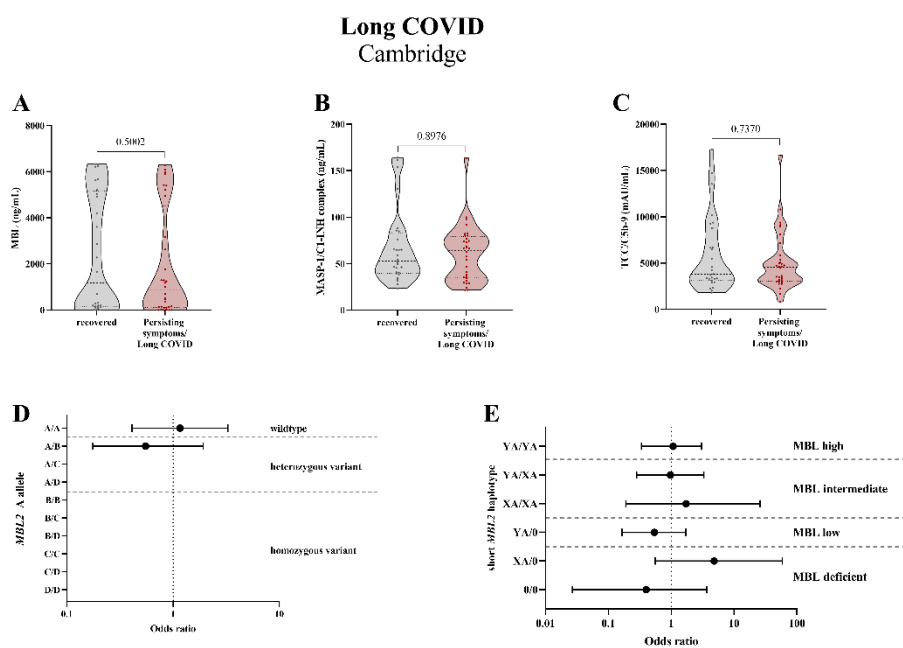 Long COVID
Cambridge
A
0.5002
8000
6000
4000
2000
0
MBL (ng/mL)
recovered
Persisting
symptoms/
Long COVID
B
0.8976
200
150
100
50
0
MASP-1/C1-INH complex (ng/mL)
recovered
Persisting
symptoms/
Long COVID
C
0.7370
20000
15000
10000
5000
0
TCC/C5b-9 (mAU/mL)
recovered
Persisting
symptoms/
Long COVID
D
MBL2 A allele
A/A
wildtype
A/B
A/C
heterozygous variant
A/D
B/B
B/C
B/D
homozygous variant
C/C
C/D
D/D
0.1
1
10
Odds ratio
E
short MBL2 haplotype
YA/YA
MBL high
YA/XA
MBL intermediate
XA/XA
YA/0
MBL low
XA/0
MBL deficient
0/0
0.01
0.1
1
10
100
Odds ratio